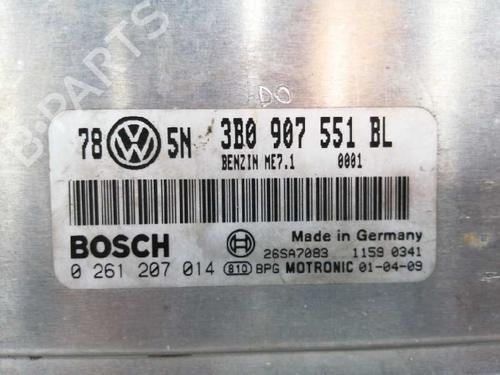 DO
B-PARTS
78 VW 5N 3B0 907 551 BL
BENZIN ME7.1 0001
BOSCH
Made in Germany
26SA7083 1159 0341
0 261 207 014 810 BPG MOTRONIC 01-04-09